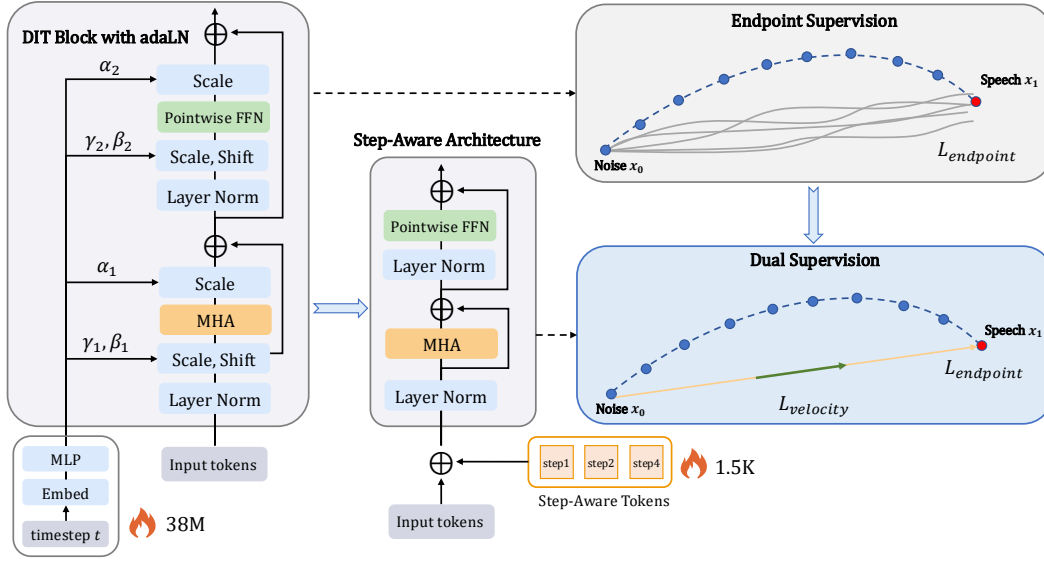 DIT Block with adaLN
α₂
Scale
Pointwise FFN
γ₂, β₂
Scale, Shift
Layer Norm
α₁
Scale
MHA
γ₁, β₁
Scale, Shift
Layer Norm
MLP
Embed
timestep t
38M
Input tokens
Step-Aware Architecture
Pointwise FFN
Layer Norm
MHA
Layer Norm
Input tokens
step1
step2
step4
1.5K
Step-Aware Tokens
Endpoint Supervision
Speech x₁
Noise x₀
L_endpoint
Dual Supervision
Speech x₁
L_endpoint
Noise x₀
L_velocity